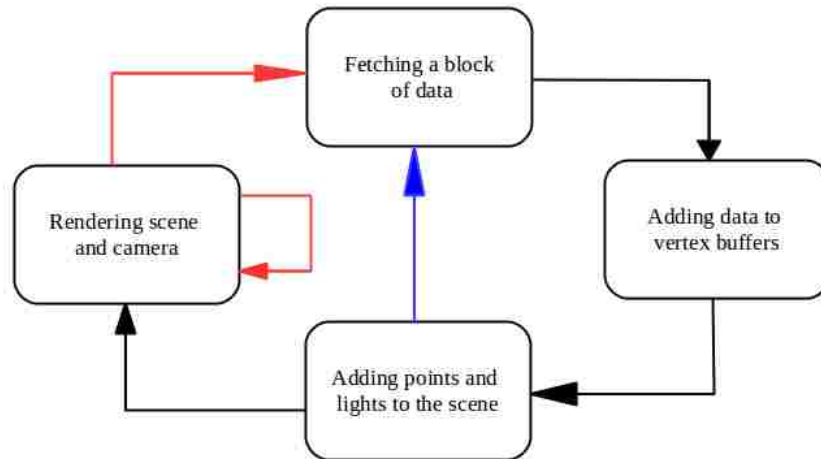 Fetching a block
of data
Rendering scene
and camera
Adding data to
vertex buffers
Adding points and
lights to the scene